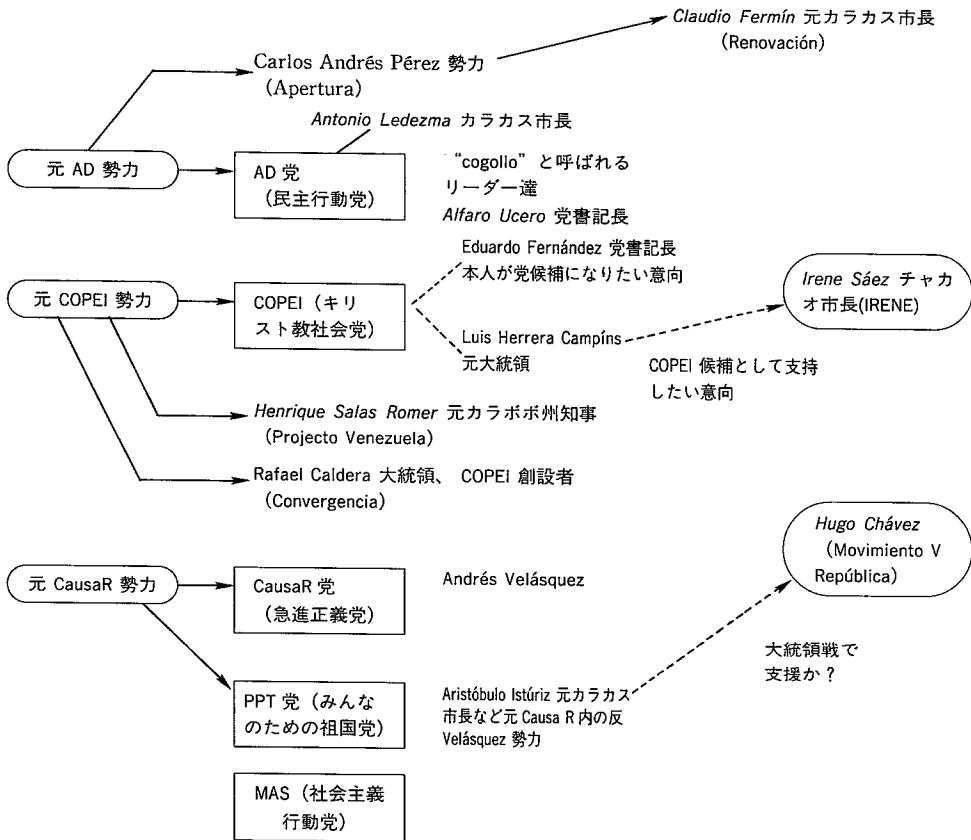 Claudio Fermín 元カラカス市長
(Renovación)
Carlos Andrés Pérez 勢力
(Apertura)
Antonio Ledezma カラカス市長
元 AD 勢力
AD 党
(民主行動党)
“cogollo” と呼ばれる
リーダー達
Alfaro Ucero 党書記長
Eduardo Fernández 党書記長
本人が党候補になりたい意向
元 COPEI 勢力
COPEI (キリ
スト教社会党)
Irene Sáez チャカ
オ市長(IRENE)
Luis Herrera Campíns
元大統領
COPEI 候補として支持
したい意向
Henrique Salas Romer 元カラボボ州知事
(Projecto Venezuela)
Rafael Caldera 大統領、 COPEI 創設者
(Convergencia)
Hugo Chávez
(Movimiento V
República)
元 CausaR 勢力
CausaR 党
(急進正義党)
Andrés Velásquez
大統領戦で
支援か？
PPT 党 (みんな
のための祖国党)
Aristóbulo Istúriz 元カラカス
市長など元 Causa R 内の反
Velásquez 勢力
MAS (社会主義
行動党)